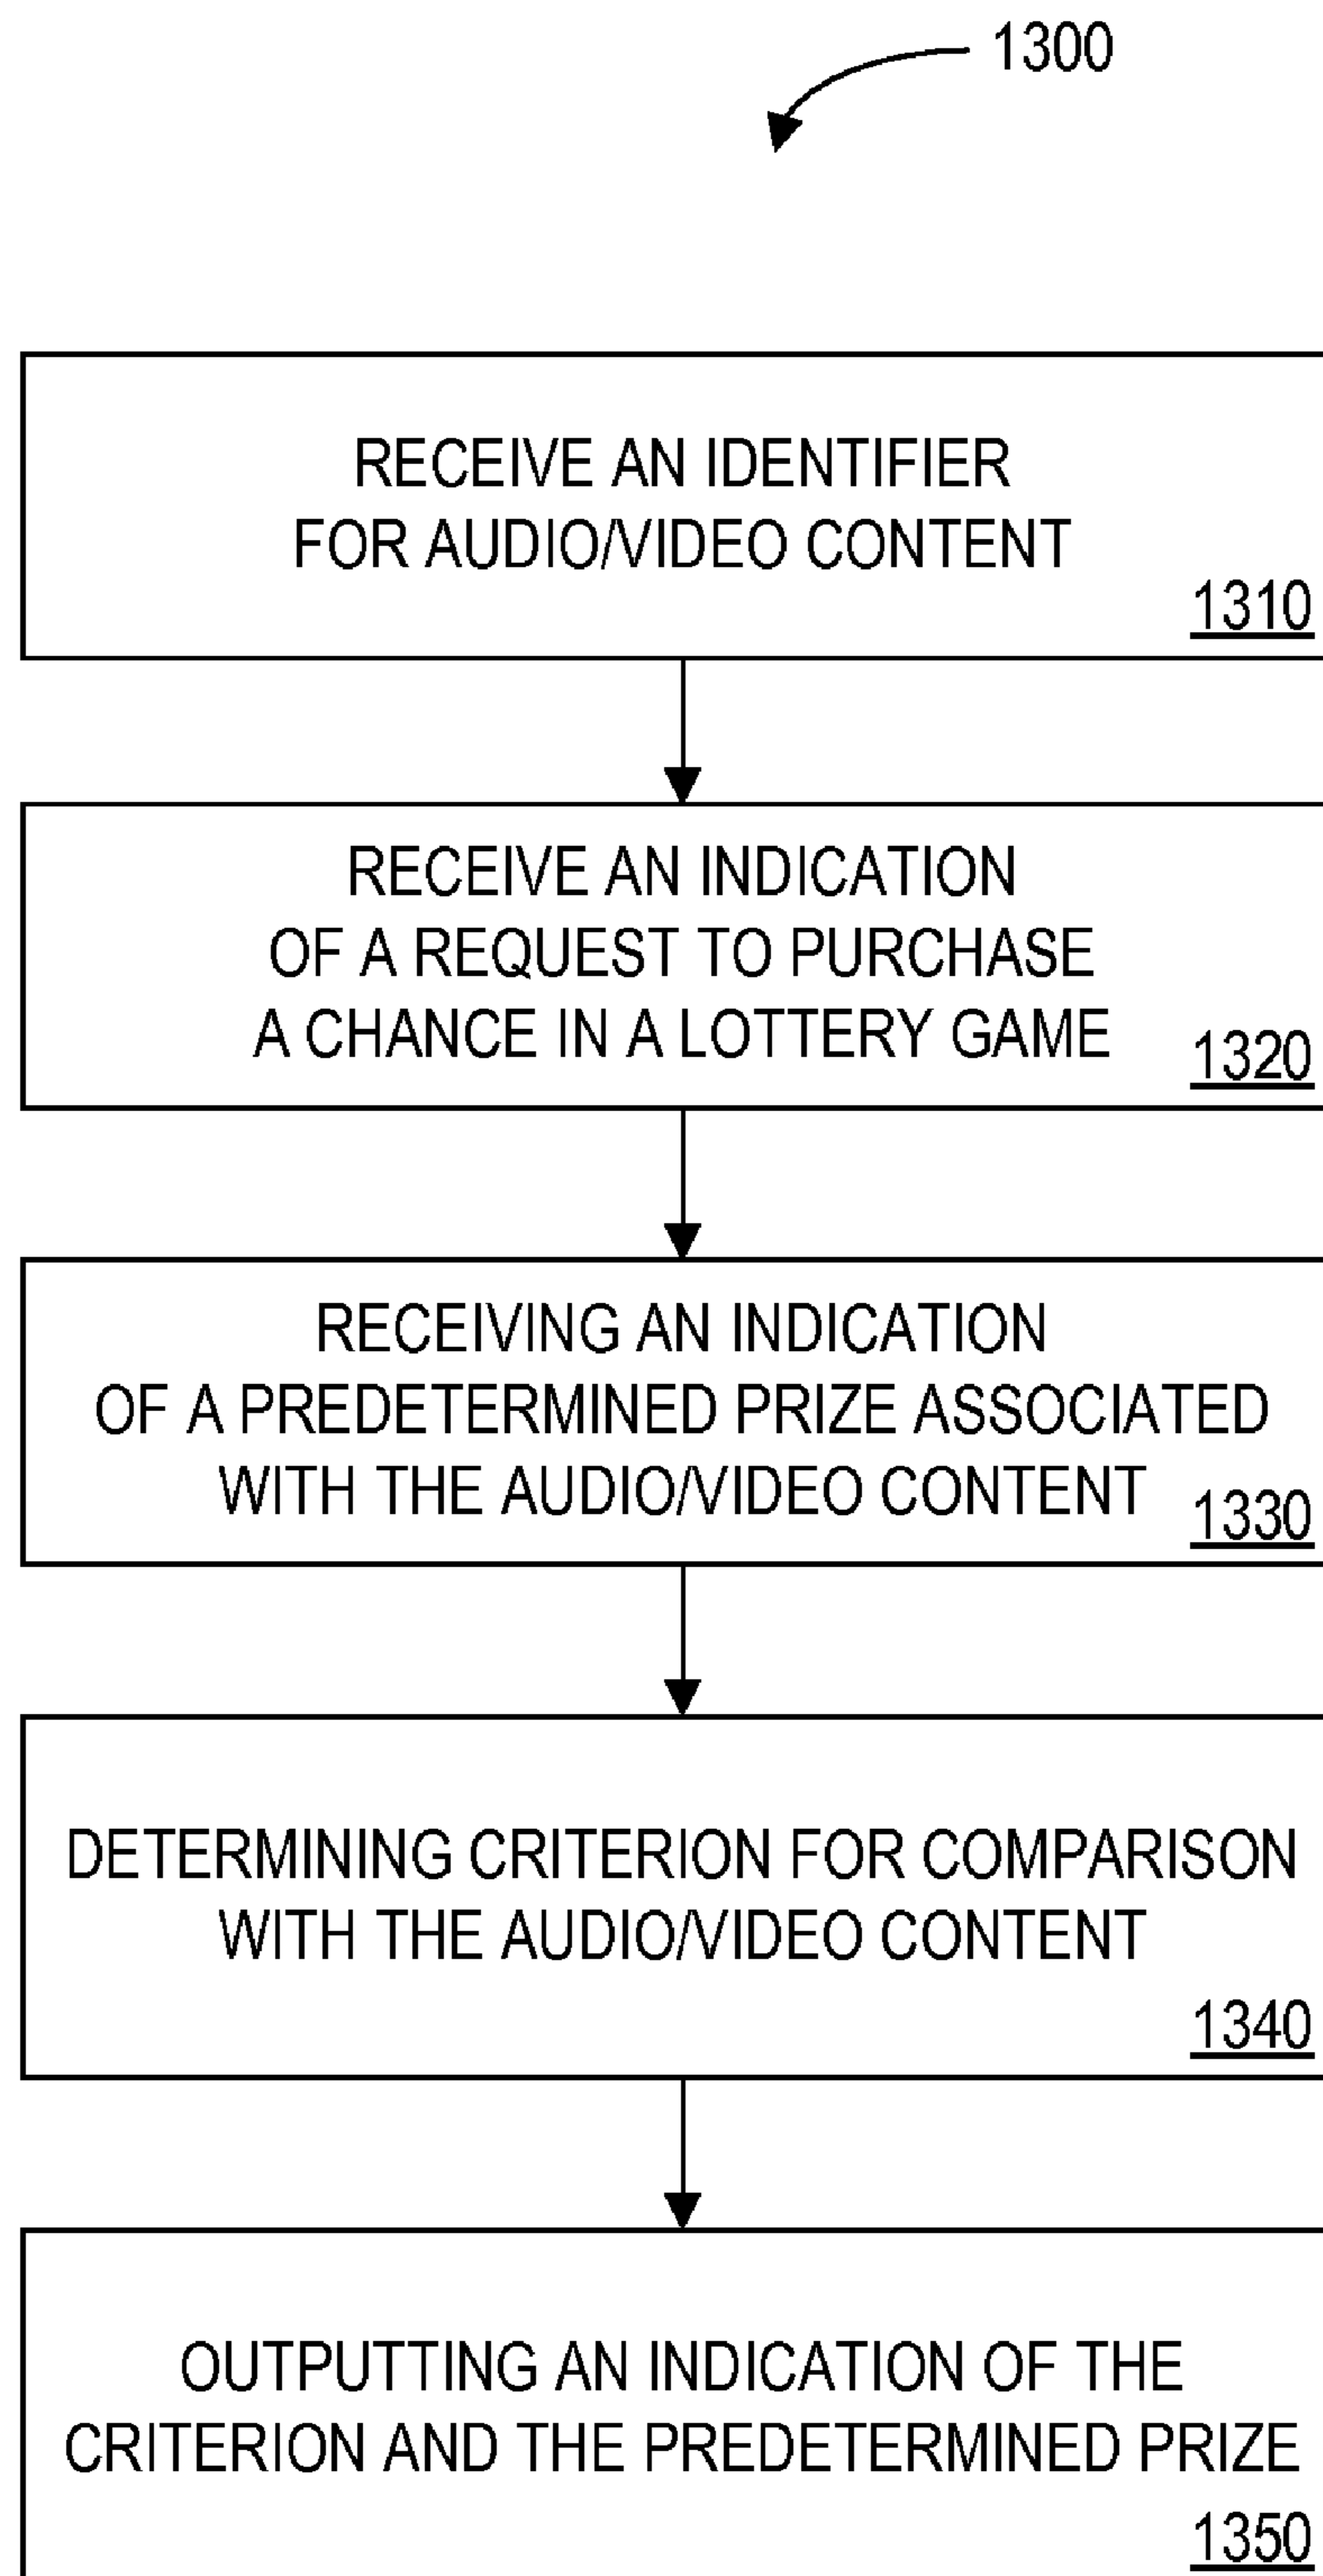 1300
RECEIVE AN IDENTIFIER
FOR AUDIO/VIDEO CONTENT
1310
RECEIVE AN INDICATION
OF A REQUEST TO PURCHASE
A CHANCE IN A LOTTERY GAME
1320
RECEIVING AN INDICATION
OF A PREDETERMINED PRIZE ASSOCIATED
WITH THE AUDIO/VIDEO CONTENT
1330
DETERMINING CRITERION FOR COMPARISON
WITH THE AUDIO/VIDEO CONTENT
1340
OUTPUTTING AN INDICATION OF THE
CRITERION AND THE PREDETERMINED PRIZE
1350